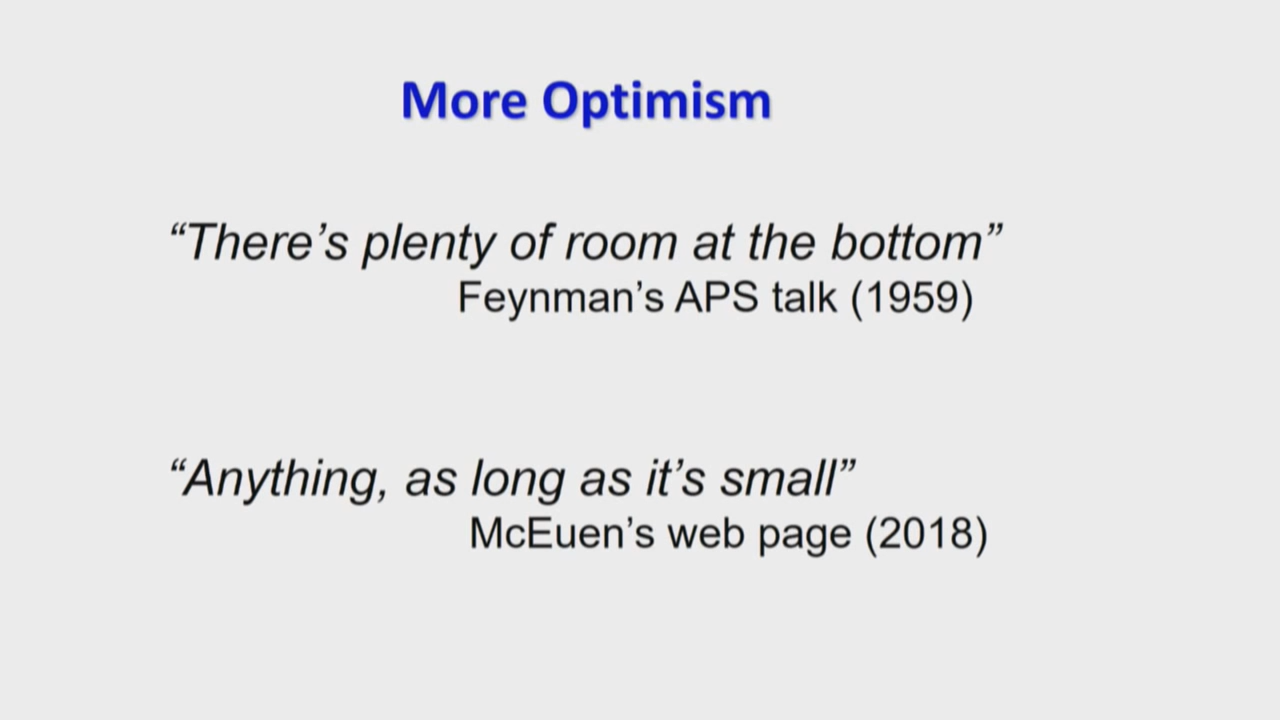 More Optimism
“There’s plenty of room at the bottom”
Feynman’s APS talk (1959)
“Anything, as long as it’s small”
McEuen’s web page (2018)